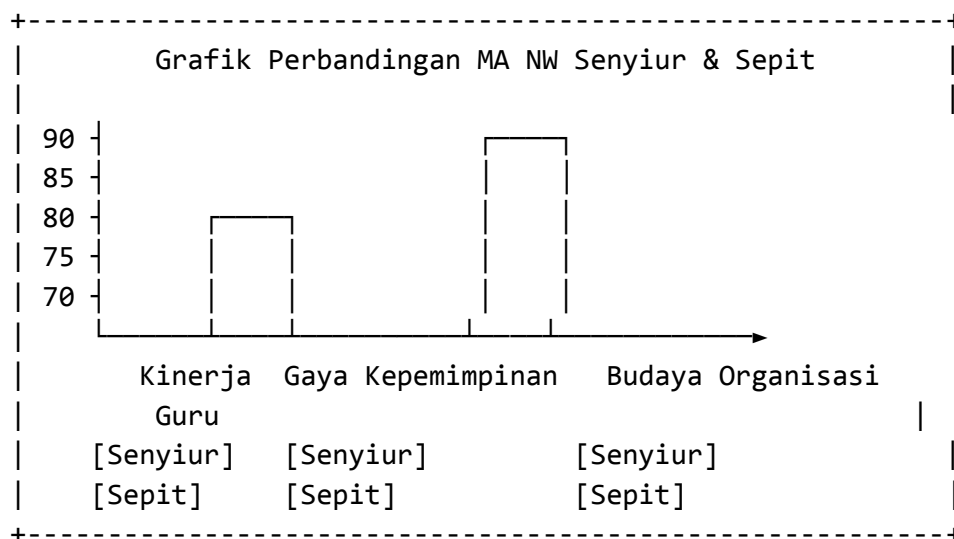 Grafik Perbandingan MA NW Senyiur & Sepit
90
85
80
75
70
Kinerja Gaya Kepemimpinan Budaya Organisasi
Guru
[Senyiur] [Senyiur] [Senyiur]
[Sepit] [Sepit] [Sepit]